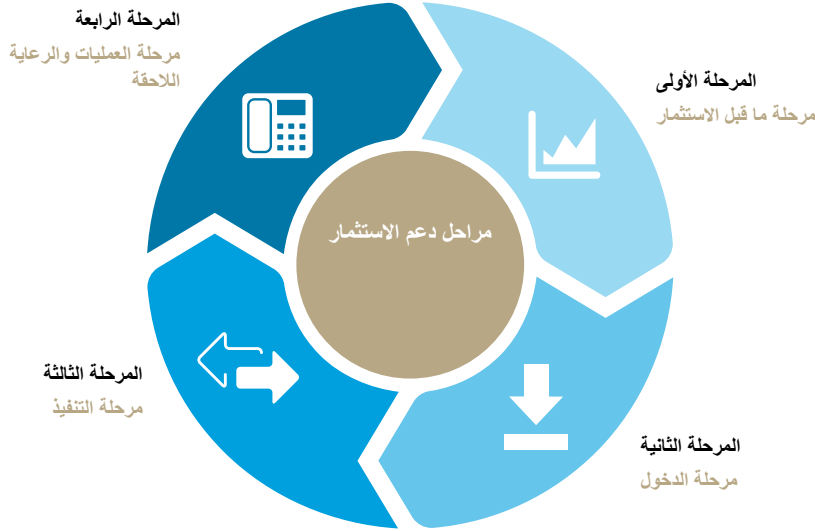 مراحل دعم الاستثمار
المرحلة الأولى
مرحلة ما قبل الاستثمار
المرحلة الثانية
مرحلة الدخول
المرحلة الثالثة
مرحلة التنفيذ
المرحلة الرابعة
مرحلة العمليات والرعاية
اللاحقة